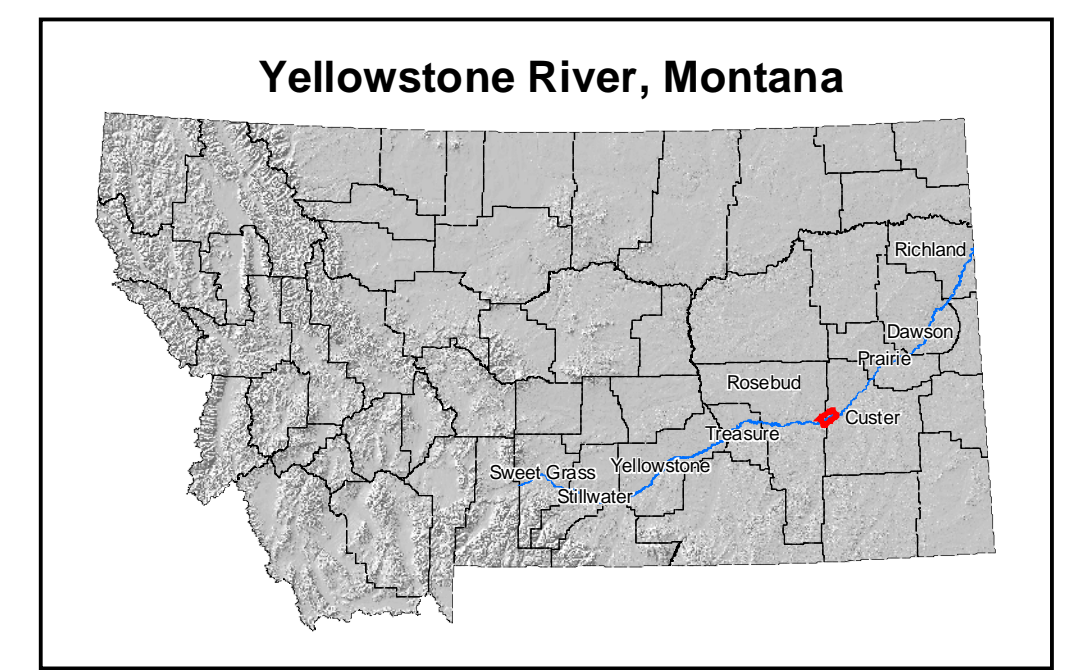 Yellowstone River, Montana
Richland
Dawson
Prairie
Rosebud
Custer
Treasure
Yellowstone
Sweet Grass
Stillwater